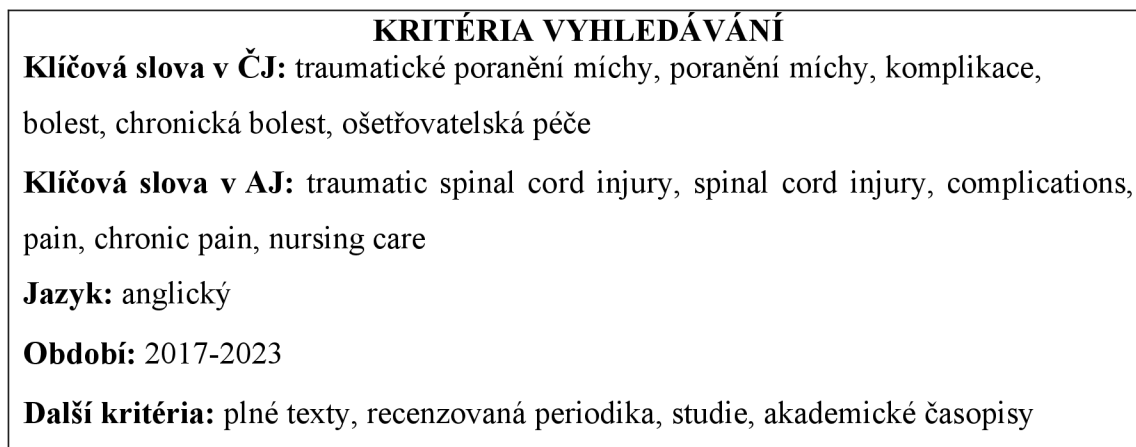 KRITÉRIA VYHLEDÁVÁNÍ
Klíčová slova v ČJ: traumatické poranění míchy, poranění míchy, komplikace,
bolest, chronická bolest, ošetřovatelská péče
Klíčová slova v AJ: traumatic spinal cord injury, spinal cord injury, complications,
pain, chronic pain, nursing care
Jazyk: anglický
Období: 2017-2023
Další kritéria: plné texty, recenzovaná periodika, studie, akademické časopisy